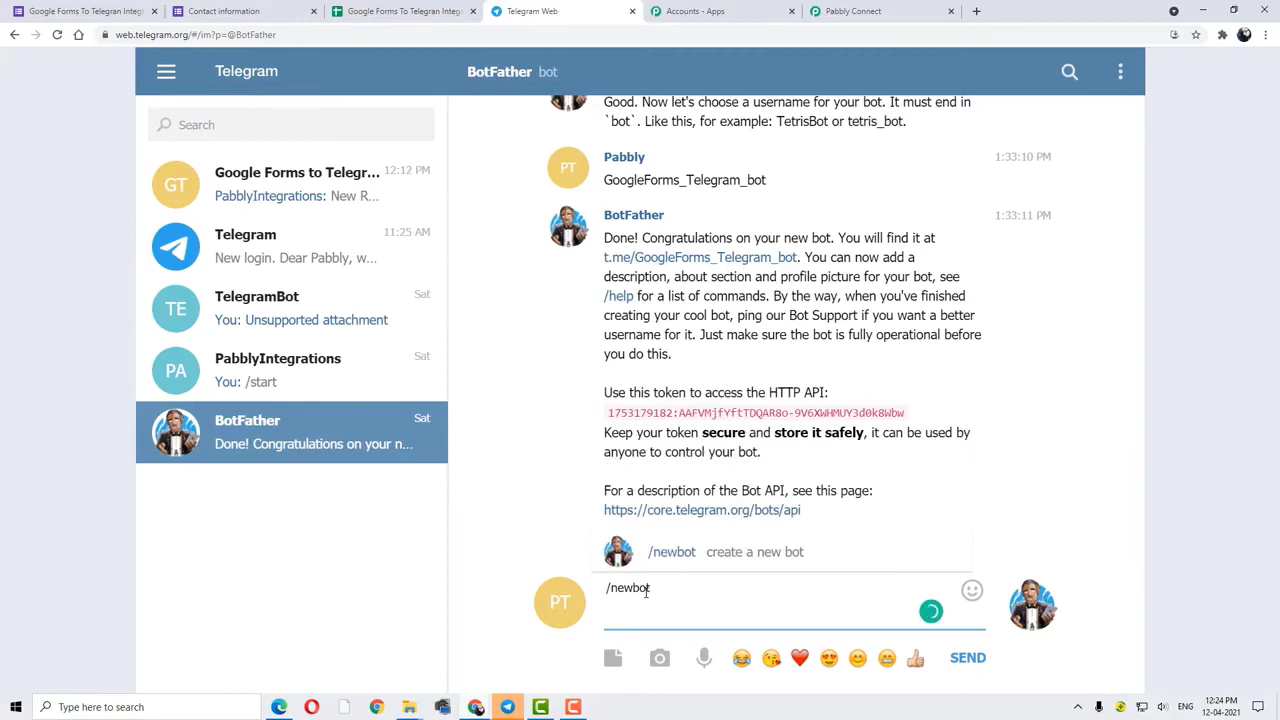 Google Forms to Telegram Integ
Contact information
Google Forms to Telegram Integ
Telegram Web
Accounts - Apps
Pabbly Connect
web.telegram.org/#/im?p=@BotFather
Telegram
BotFather bot
Search
Google Forms to Telegr... 12:12 PM
PabblyIntegrations: New R...
Telegram 11:25 AM
New login. Dear Pabbly, w...
TelegramBot Sat
You: Unsupported attachment
PabblyIntegrations Sat
You: /start
BotFather Sat
Done! Congratulations on your n...
GT
TE
PA
Good. Now let's choose a username for your bot. It must end in
`bot`. Like this, for example: TetrisBot or tetris_bot.
PT
Pabbly 1:33:10 PM
GoogleForms_Telegram_bot
BotFather 1:33:11 PM
Done! Congratulations on your new bot. You will find it at
t.me/GoogleForms_Telegram_bot. You can now add a
description, about section and profile picture for your bot, see
/help for a list of commands. By the way, when you've finished
creating your cool bot, ping our Bot Support if you want a better
username for it. Just make sure the bot is fully operational before
you do this.
Use this token to access the HTTP API:
1753179182:AAFVMjfYftTDQAR8o-9V6XWHMUY3d0k8Wbw
Keep your token secure and store it safely, it can be used by
anyone to control your bot.
For a description of the Bot API, see this page:
https://core.telegram.org/bots/api
/newbot create a new bot
PT
/newbot
SEND
Type here to search
ENG
12:24 PM
12-04-2021